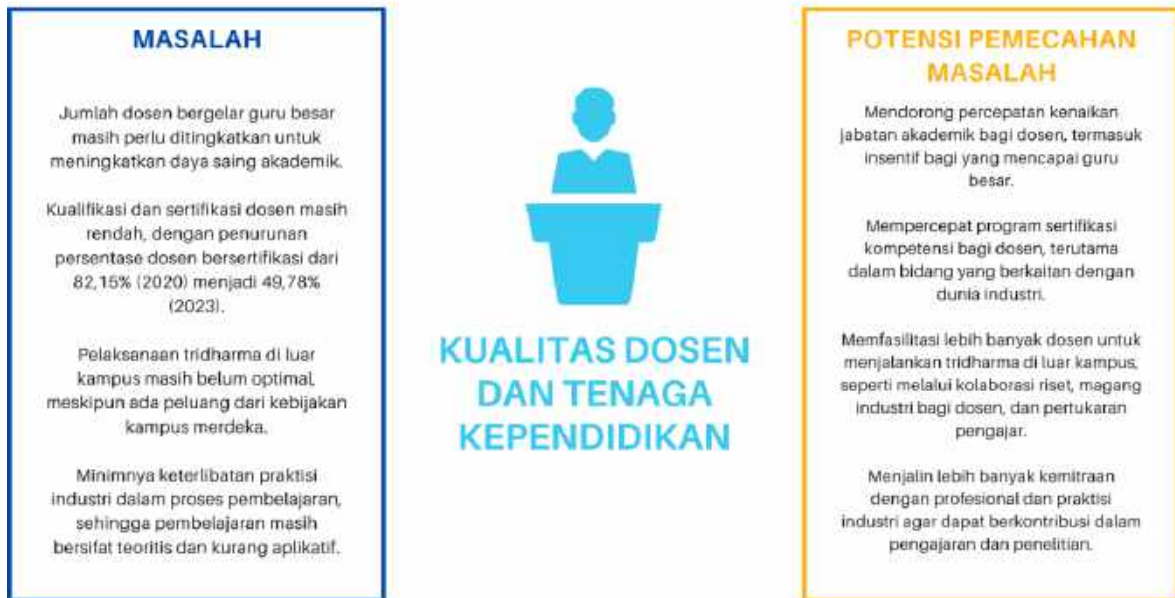 MASALAH
Jumlah dosen bergelar guru besar
masih perlu ditingkatkan untuk
meningkatkan daya saing akademik.
Kualifikasi dan sertifikasi dosen masih
rendah, dengan penurunan
persentase dosen bersertifikasi dari
82,15% (2020) menjadi 49,78%
(2023).
Pelaksanaan tridharma di luar
kampus masih belum optimal,
meskipun ada peluang dari kebijakan
kampus merdeka.
Minimnya keterlibatan praktisi
industri dalam proses pembelajaran,
sehingga pembelajaran masih
bersifat teoritis dan kurang aplikatif.
KUALITAS DOSEN
DAN TENAGA
KEPENDIDIKAN
POTENSI PEMECAHAN
MASALAH
Mendorong percepatan kenaikan
jabatan akademik bagi dosen, termasuk
insentif bagi yang mencapai guru
besar.
Mempercepat program sertifikasi
kompetensi bagi dosen, terutama
dalam bidang yang berkaitan dengan
dunia industri.
Memfasilitasi lebih banyak dosen untuk
menjalankan tridharma di luar kampus,
seperti melalui kolaborasi riset, magang
industri bagi dosen, dan pertukaran
pengajar.
Menjalin lebih banyak kemitraan
dengan profesional dan praktisi
industri agar dapat berkontribusi dalam
pengajaran dan penelitian.